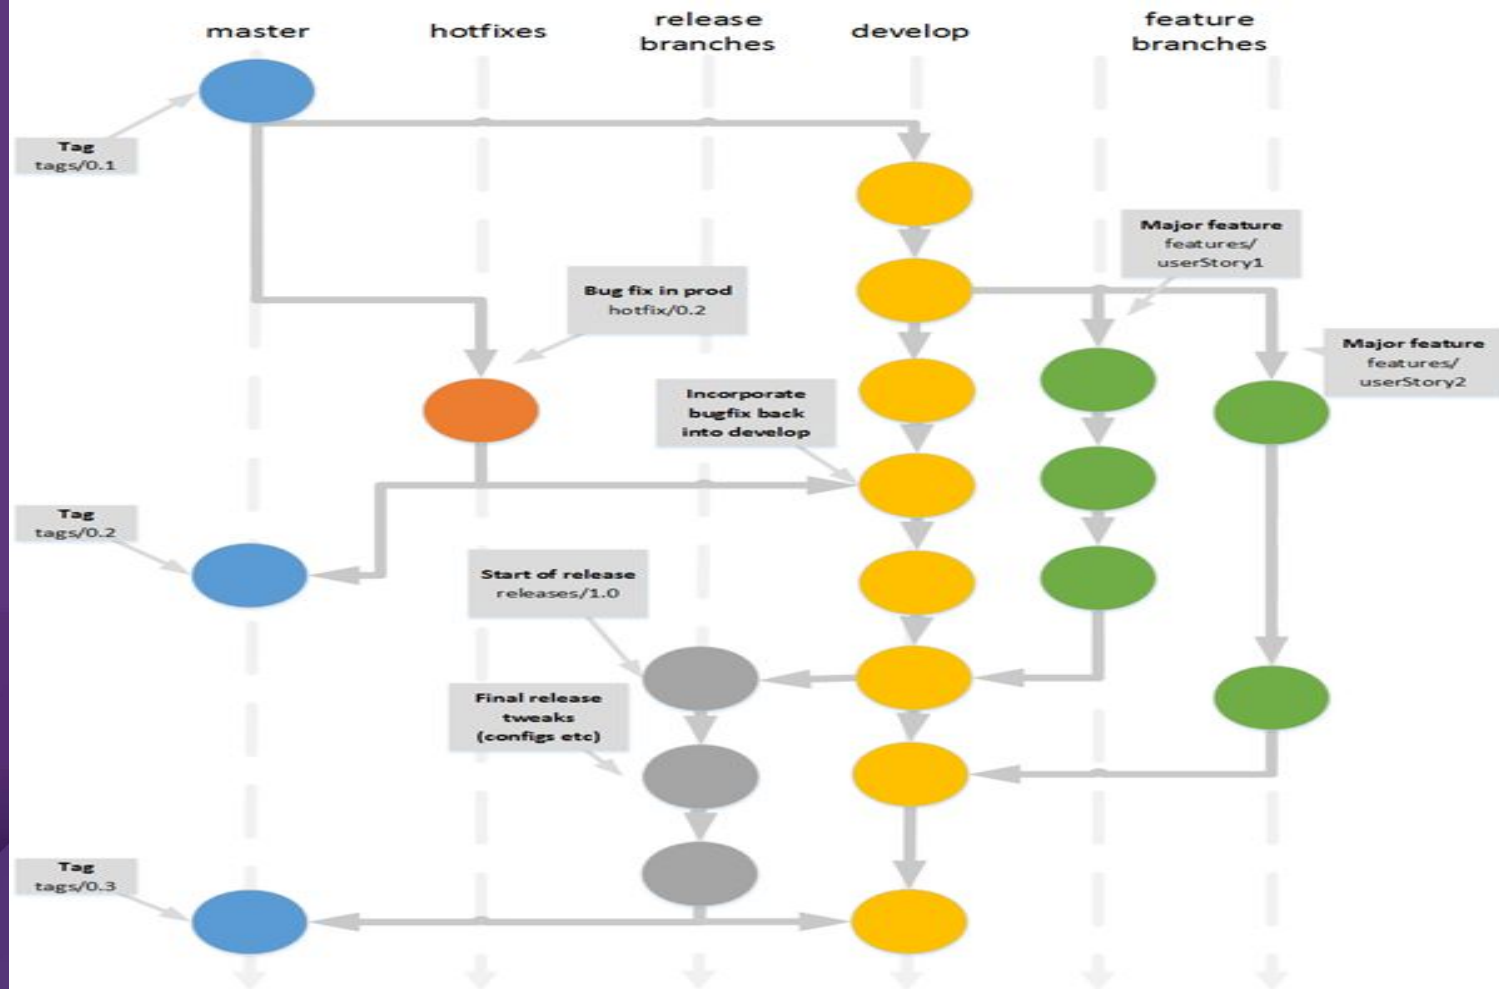 master
hotfixes
release
branches
develop
feature
branches
Tag
tags/0.1
Major feature
features/
userStory1
Bug fix in prod
hotfix/0.2
Major feature
features/
userStory2
Incorporate
bugfix back
into develop
Tag
tags/0.2
Start of release
releases/1.0
Final release
tweaks
(configs etc)
Tag
tags/0.3